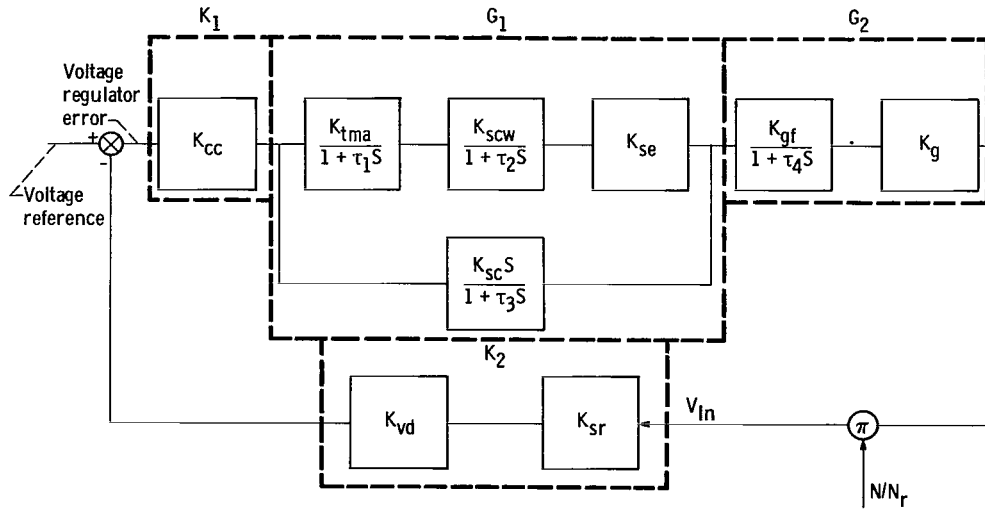 K1
G1
G2
Voltage
regulator
error
+
-
Voltage
reference
Kcc
Ktma
1 + τ1S
Kscw
1 + τ2S
Kse
Kgf
1 + τ4S
Kg
KscS
1 + τ3S
K2
Kvd
Ksr
Vln
π
N/Nr